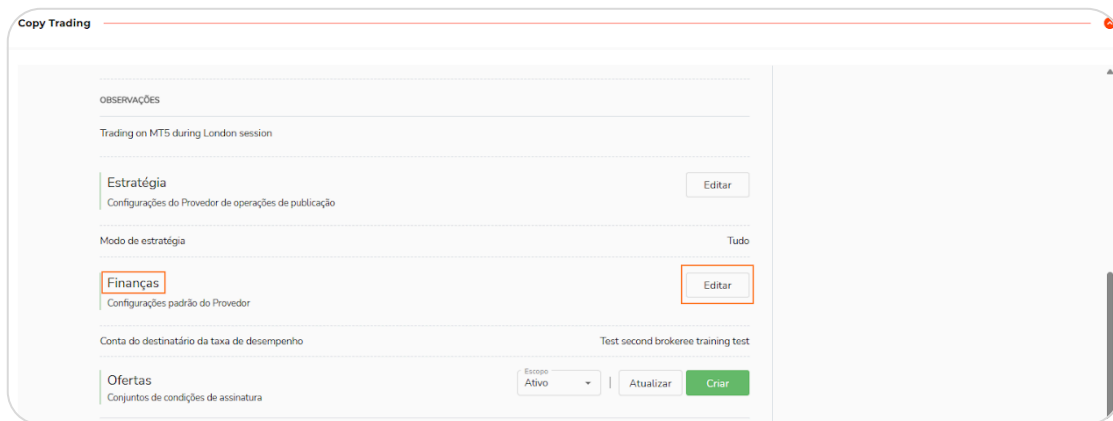 Copy Trading
OBSERVAÇÕES
Trading on MT5 during London session
Estratégia
Editar
Configurações do Provedor de operações de publicação
Modo de estratégia
Tudo
Finanças
Editar
Configurações padrão do Provedor
Conta do destinatário da taxa de desempenho
Test second brokeree training test
Ofertas
Escopo
Ativo
|
Atualizar
Criar
Conjuntos de condições de assinatura